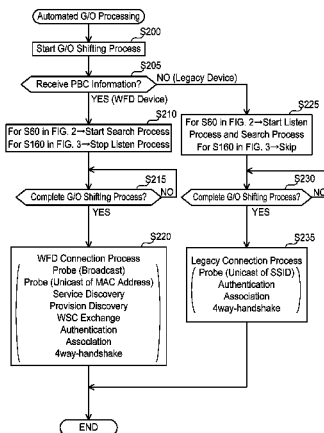 Automated G/O Processing
S200
Start G/O Shifting Process
S205
Receive PBC Information?
NO (Legacy Device)
YES (WFD Device)
S210
For S60 in FIG. 2→Start Search Process
For S160 in FIG. 3→Stop Listen Process
S225
For S60 in FIG. 2→Start Listen
Process and Search Process
For S160 in FIG. 3→Skip
S215
Complete G/O Shifting Process?
NO
YES
S230
Complete G/O Shifting Process?
NO
YES
S220
WFD Connection Process
Probe (Broadcast)
Probe (Unicast of MAC Address)
Service Discovery
Provision Discovery
WSC Exchange
Authentication
Association
4way-handshake
S235
Legacy Connection Process
Probe (Unicast of SSID)
Authentication
Association
4way-handshake
END